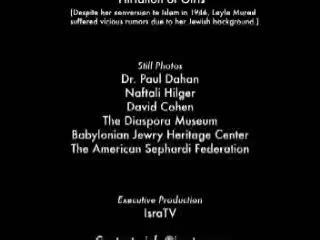 (Despite her conversion to Islam in 1946, Layla Murad
suffered vicious rumors due to her Jewish background.)
Still Photos
Dr. Paul Dahan
Naftali Hilger
David Cohen
The Diaspora Museum
Babylonian Jewry Heritage Center
The American Sephardi Federation
Executive Production
IsraTV